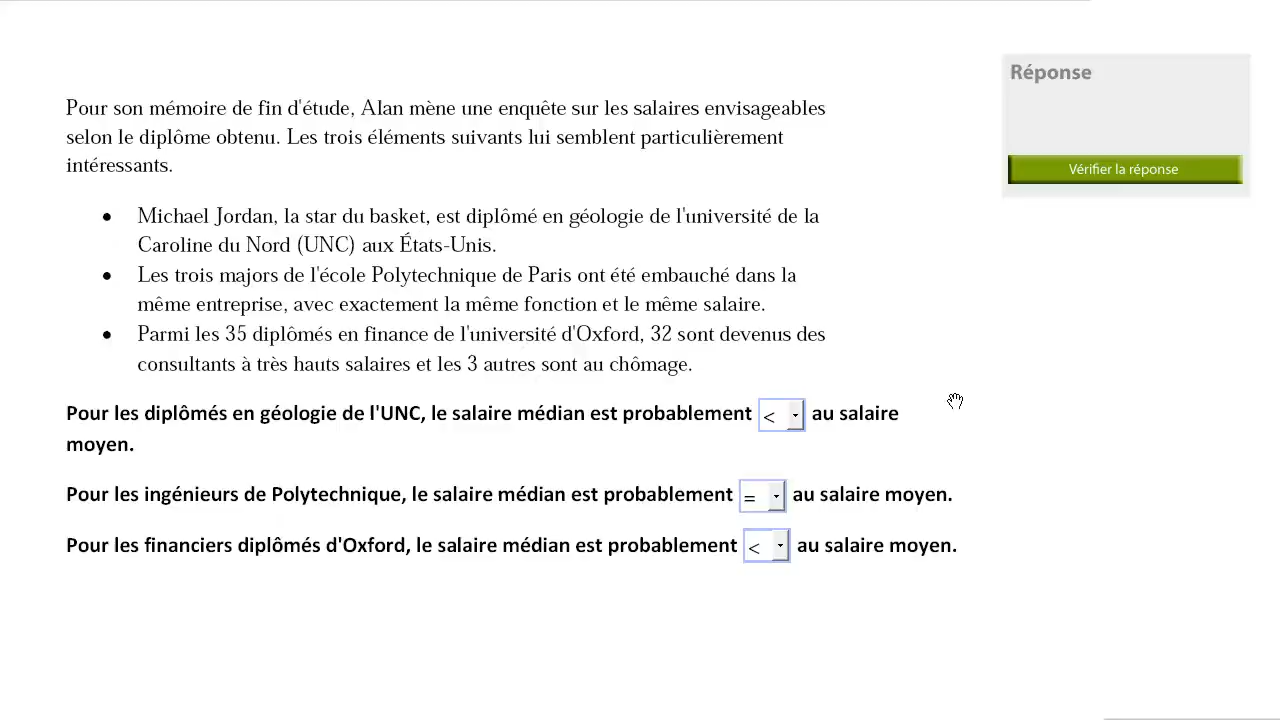 Réponse
Vérifier la réponse
Pour son mémoire de fin d'étude, Alan mène une enquête sur les salaires envisageables
selon le diplôme obtenu. Les trois éléments suivants lui semblent particulièrement
intéressants.
• Michael Jordan, la star du basket, est diplômé en géologie de l'université de la
Caroline du Nord (UNC) aux États-Unis.
• Les trois majors de l'école Polytechnique de Paris ont été embauché dans la
même entreprise, avec exactement la même fonction et le même salaire.
• Parmi les 35 diplômés en finance de l'université d'Oxford, 32 sont devenus des
consultants à très hauts salaires et les 3 autres sont au chômage.
Pour les diplômés en géologie de l'UNC, le salaire médian est probablement < au salaire
moyen.
Pour les ingénieurs de Polytechnique, le salaire médian est probablement = au salaire moyen.
Pour les financiers diplômés d'Oxford, le salaire médian est probablement < au salaire moyen.